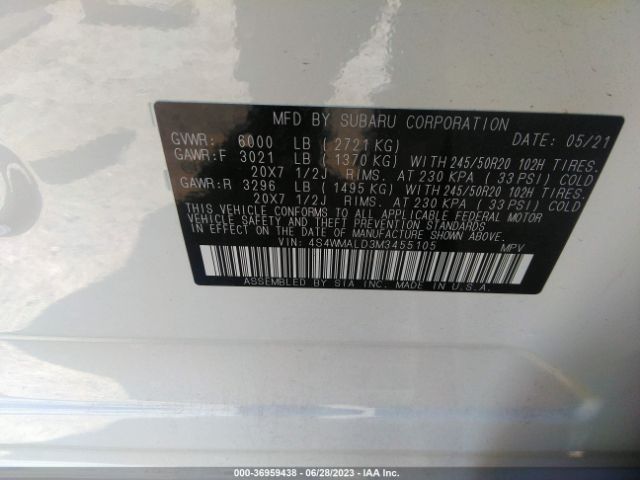 MFD BY SUBARU CORPORATION
GVWR: 6000 LB ( 2721 KG) DATE: 05/21
GAWR:F 3021 LB ( 1370 KG) WITH 245/50R20 102H TIRES.
20X7 1/2J RIMS. AT 230 KPA ( 33 PSI) COLD
GAWR:R 3296 LB ( 1495 KG) WITH 245/50R20 102H TIRES.
20X7 1/2J RIMS. AT 230 KPA ( 33 PSI) COLD
THIS VEHICLE CONFORMS TO ALL APPLICABLE FEDERAL MOTOR
VEHICLE SAFETY AND BUMPER STANDARDS
IN EFFECT ON THE DATE OF MANUFACTURE SHOWN ABOVE.
VIN: 4S4WMALD3M3455105 MPV
ASSEMBLED BY SIA INC. MADE IN U.S.A.
000-36959438 - 06/28/2023 - IAA Inc.